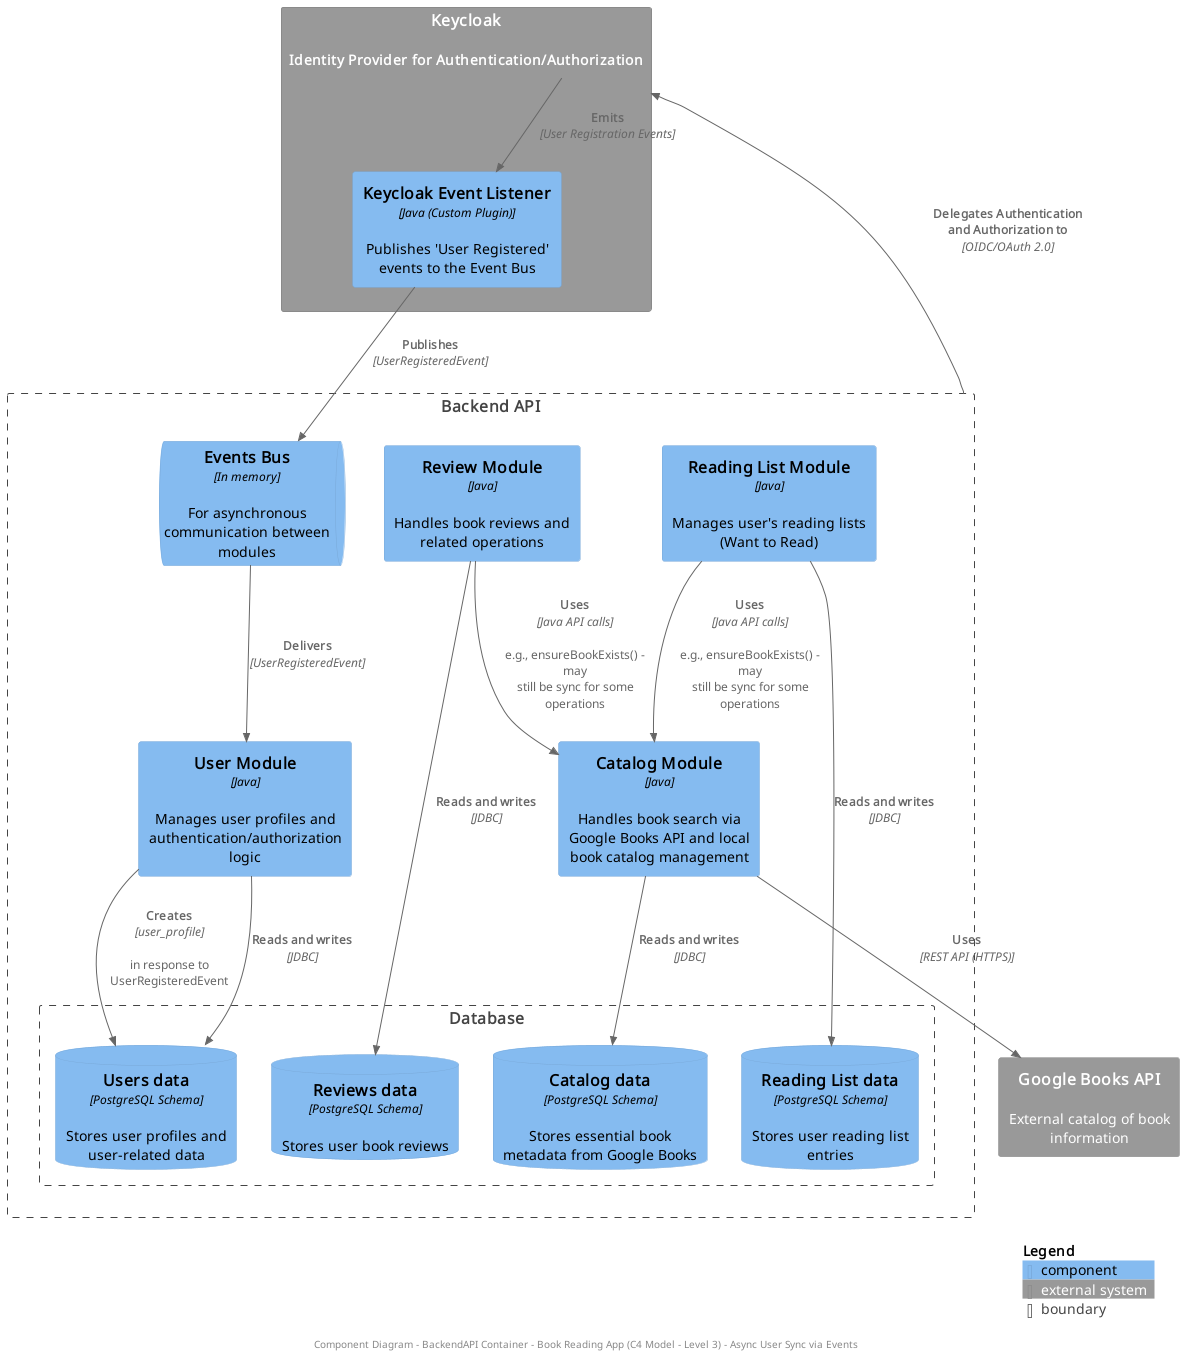 Keycloak
Identity Provider for Authentication/Authorization
Emits
[User Registration Events]
Keycloak Event Listener
[Java (Custom Plugin)]
Publishes 'User Registered'
events to the Event Bus
Delegates Authentication
and Authorization to
[OIDC/OAuth 2.0]
Publishes
[UserRegisteredEvent]
Backend API
Events Bus
[In memory]
For asynchronous
communication between
modules
Review Module
[Java]
Handles book reviews and
related operations
Reading List Module
[Java]
Manages user's reading lists
(Want to Read)
Delivers
[UserRegisteredEvent]
Uses
[Java API calls]
e.g., ensureBookExists() -
may
still be sync for some
operations
Uses
[Java API calls]
e.g., ensureBookExists() -
may
still be sync for some
operations
User Module
[Java]
Manages user profiles and
authentication/authorization
logic
Reads and writes
[JDBC]
Catalog Module
[Java]
Handles book search via
Google Books API and local
book catalog management
Reads and writes
[JDBC]
Creates
[user_profile]
in response to
UserRegisteredEvent
Reads and writes
[JDBC]
Reads and writes
[JDBC]
Uses
[REST API (HTTPS)]
Database
Users data
[PostgreSQL Schema]
Stores user profiles and
user-related data
Reviews data
[PostgreSQL Schema]
Stores user book reviews
Catalog data
[PostgreSQL Schema]
Stores essential book
metadata from Google Books
Reading List data
[PostgreSQL Schema]
Stores user reading list
entries
Google Books API
External catalog of book
information
Legend
component
external system
boundary
Component Diagram - BackendAPI Container - Book Reading App (C4 Model - Level 3) - Async User Sync via Events